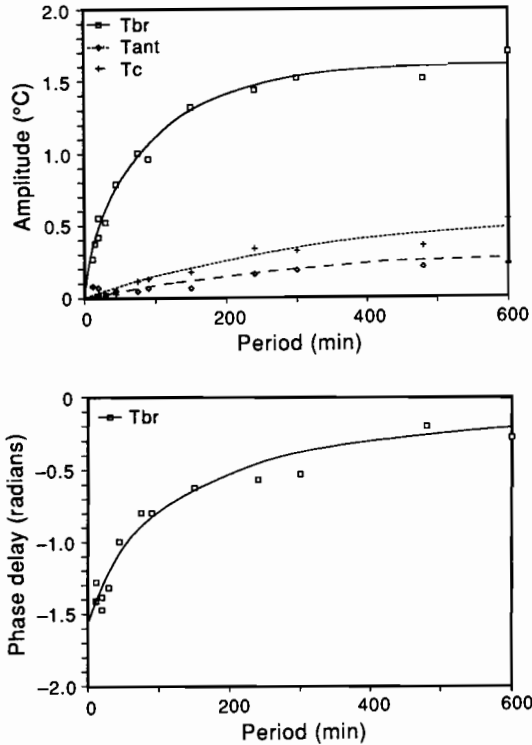 2.0
Tbr
Tant
Tc
1.5
1.0
0.5
0
Amplitude (°C)
0 200 400 600
Period (min)
0
Tbr
-0.5
-1.0
-1.5
-2.0
Phase delay (radians)
0 200 400 600
Period (min)